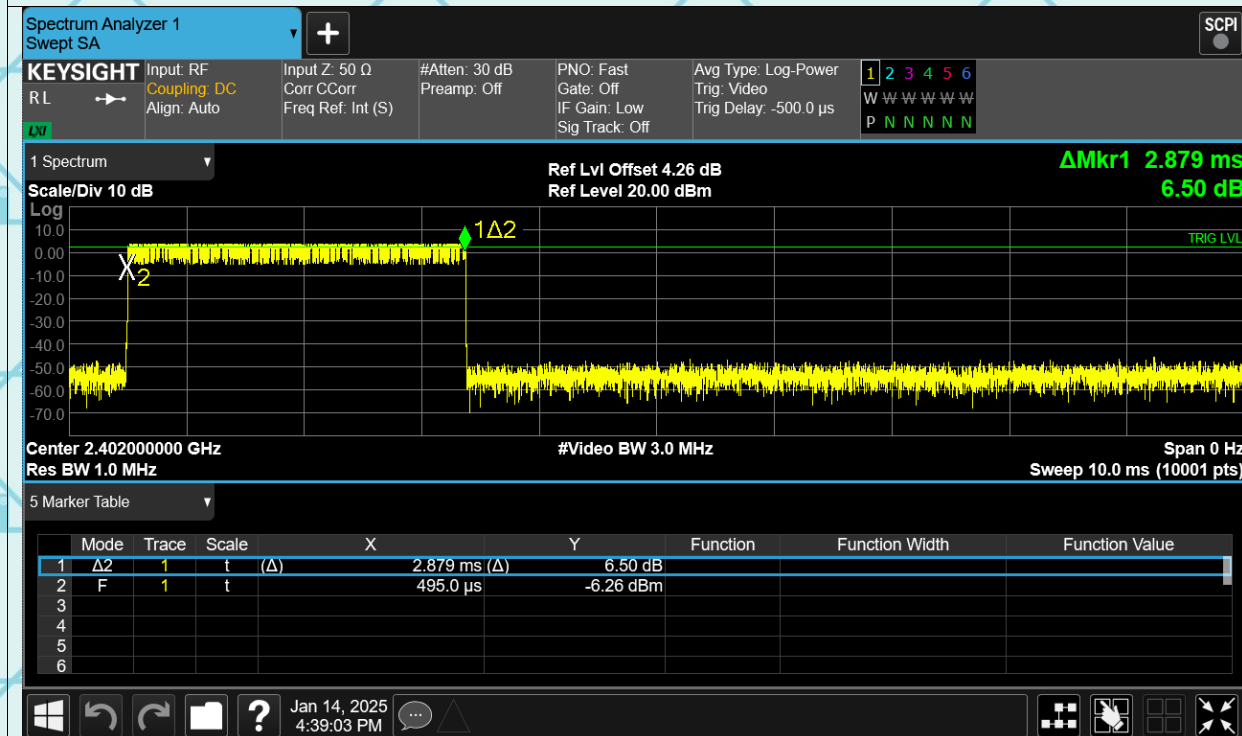 Spectrum Analyzer 1
Swept SA
+
SCPI
KEYSIGHT
RL
LXI
Input: RF
Coupling: DC
Align: Auto
Input Z: 50 Ω
Corr CCorr
Freq Ref: Int (S)
#Atten: 30 dB
Preamp: Off
PNO: Fast
Gate: Off
IF Gain: Low
Sig Track: Off
Avg Type: Log-Power
Trig: Video
Trig Delay: -500.0 µs
1 2 3 4 5 6
W W W W W W
P N N N N N
1 Spectrum
Scale/Div 10 dB
Ref Lvl Offset 4.26 dB
Ref Level 20.00 dBm
ΔMkr1 2.879 ms
6.50 dB
Log
10.0
0.00
-10.0
-20.0
-30.0
-40.0
-50.0
-60.0
-70.0
1Δ2
2
TRIG LVL
Center 2.402000000 GHz
#Video BW 3.0 MHz
Span 0 Hz
Res BW 1.0 MHz
Sweep 10.0 ms (10001 pts)
5 Marker Table
Mode Trace Scale X Y Function Function Width Function Value
1 Δ2 1 t (Δ) 2.879 ms (Δ) 6.50 dB
2 F 1 t 495.0 µs -6.26 dBm
3
4
5
6
?
Jan 14, 2025
4:39:03 PM